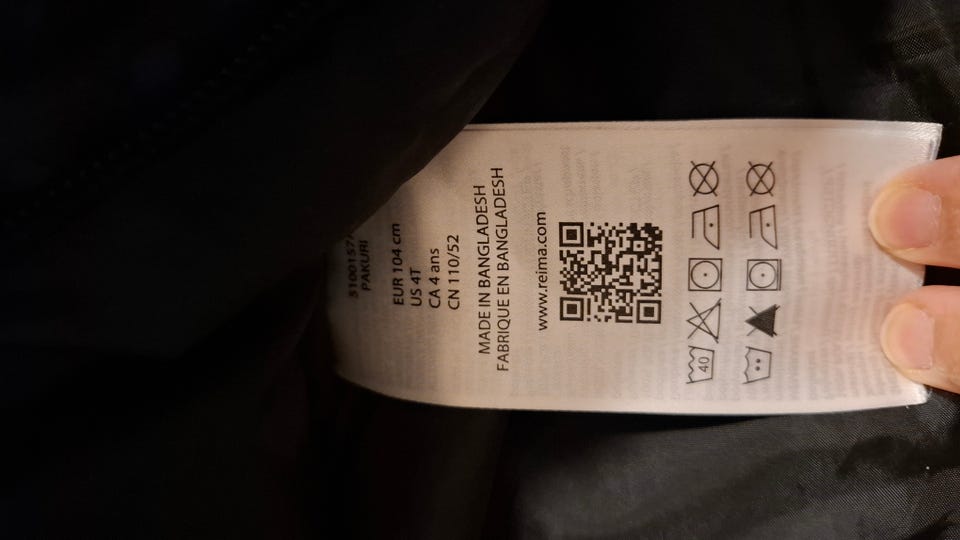 PAKURI
EUR 104 cm
US 4T
CA 4 ans
CN 110/52
MADE IN BANGLADESH
FABRIQUE EN BANGLADESH
www.reima.com
40